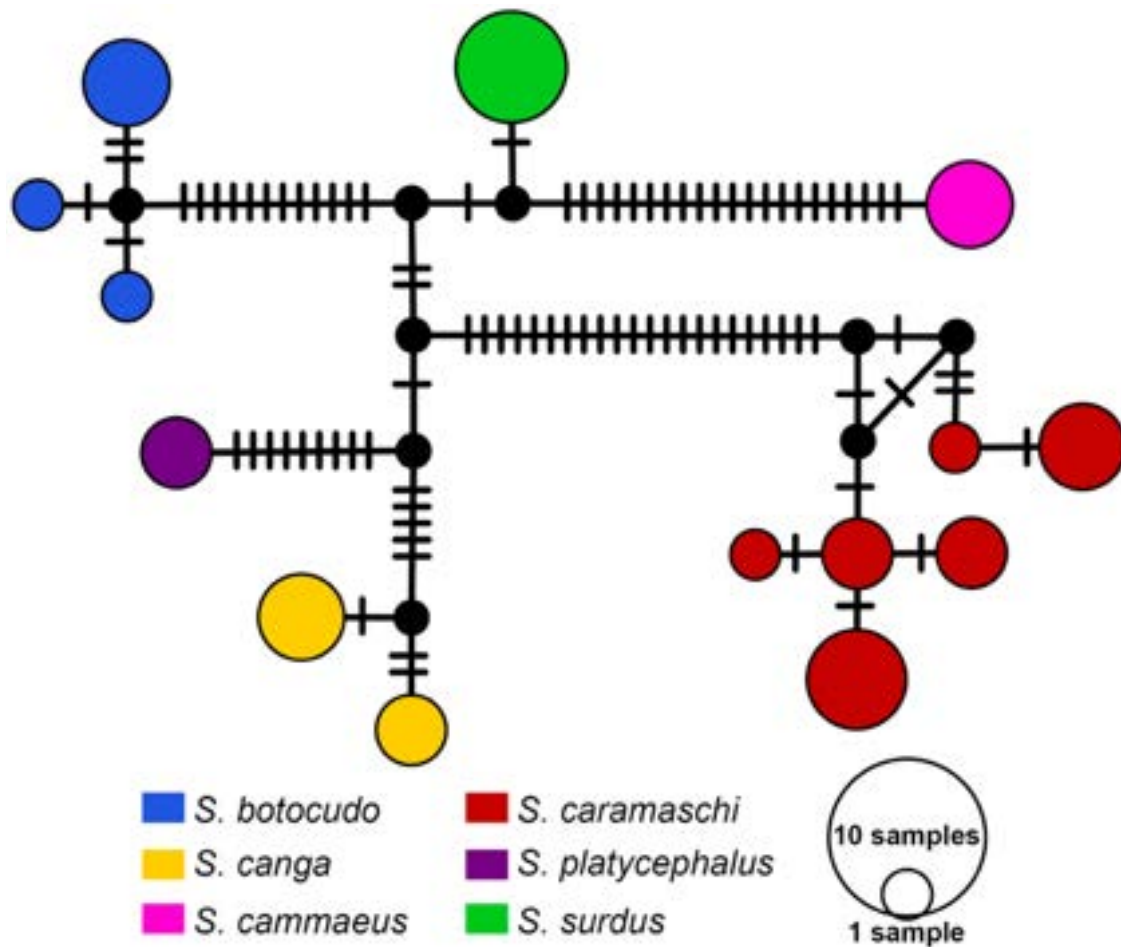 S. botocudo
S. canga
S. cammaeus
S. caramaschi
S. platycephalus
S. surdus
10 samples
1 sample